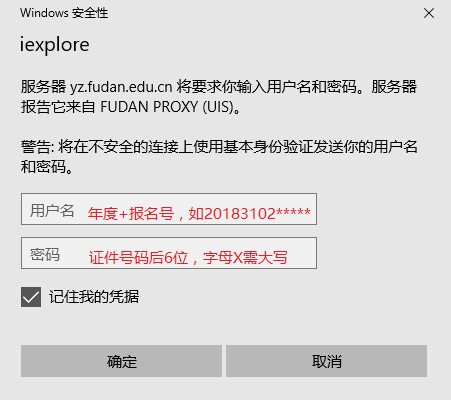 Windows 安全性
iexplore
服务器 yz.fudan.edu.cn 将要求你输入用户名和密码。服务器
报告它来自 FUDAN PROXY (UIS)。
警告: 将在不安全的连接上使用基本身份验证发送你的用户名
和密码。
用户名 年度+报名号，如20183102*****
密码 证件号码后6位，字母X需大写
记住我的凭据
确定 取消